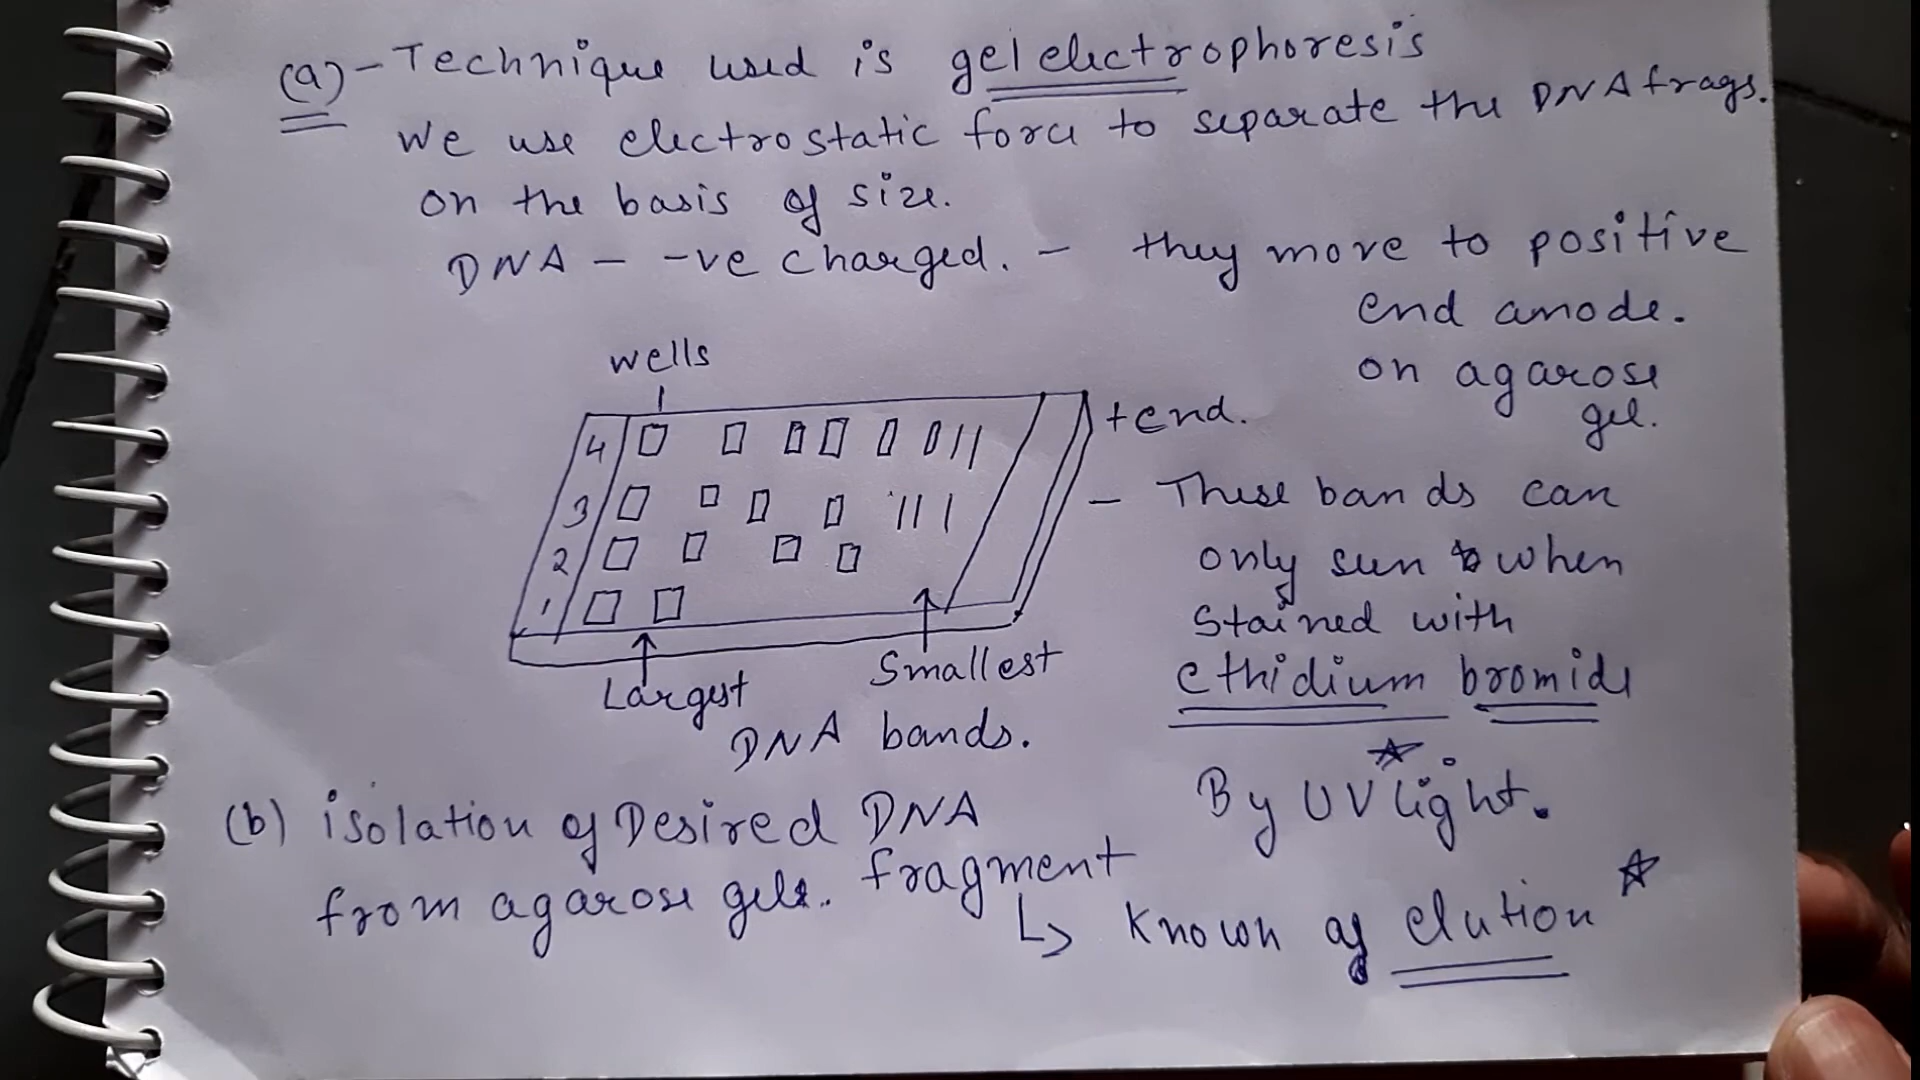 (a) - Technique used is gel electrophoresis
We use electrostatic force to separate the DNA frags.
on the basis of size.
DNA - -ve charged. - they move to positive
end anode.
on agarose
gel.
wells
+ end.
4
3
2
1
Largest
Smallest
DNA bands.
- These bands can
only seen when
stained with
ethidium bromide
By UV light.
(b) isolation of Desired DNA
fragment
from agarose gel.
↳ Known as elution